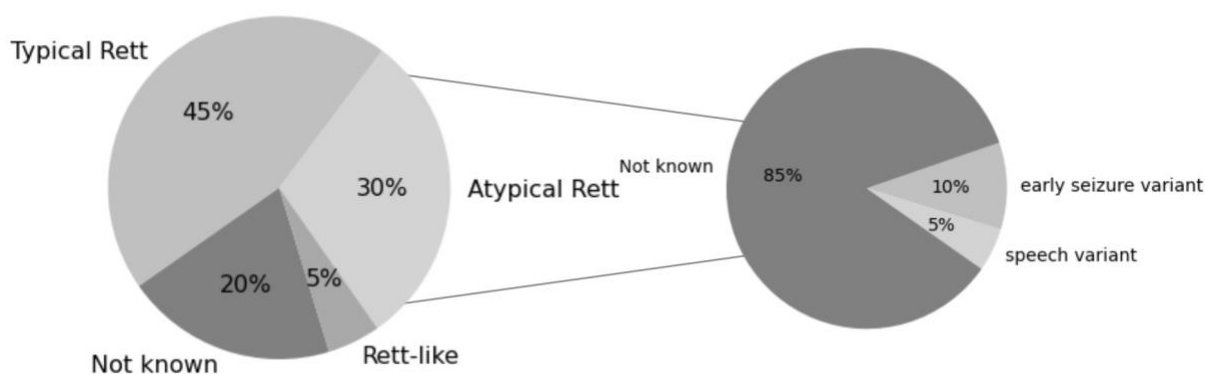 Typical Rett
45%
30%
Atypical Rett
20%
5%
Not known
Rett-like
Not known
85%
10%
early seizure variant
5%
speech variant